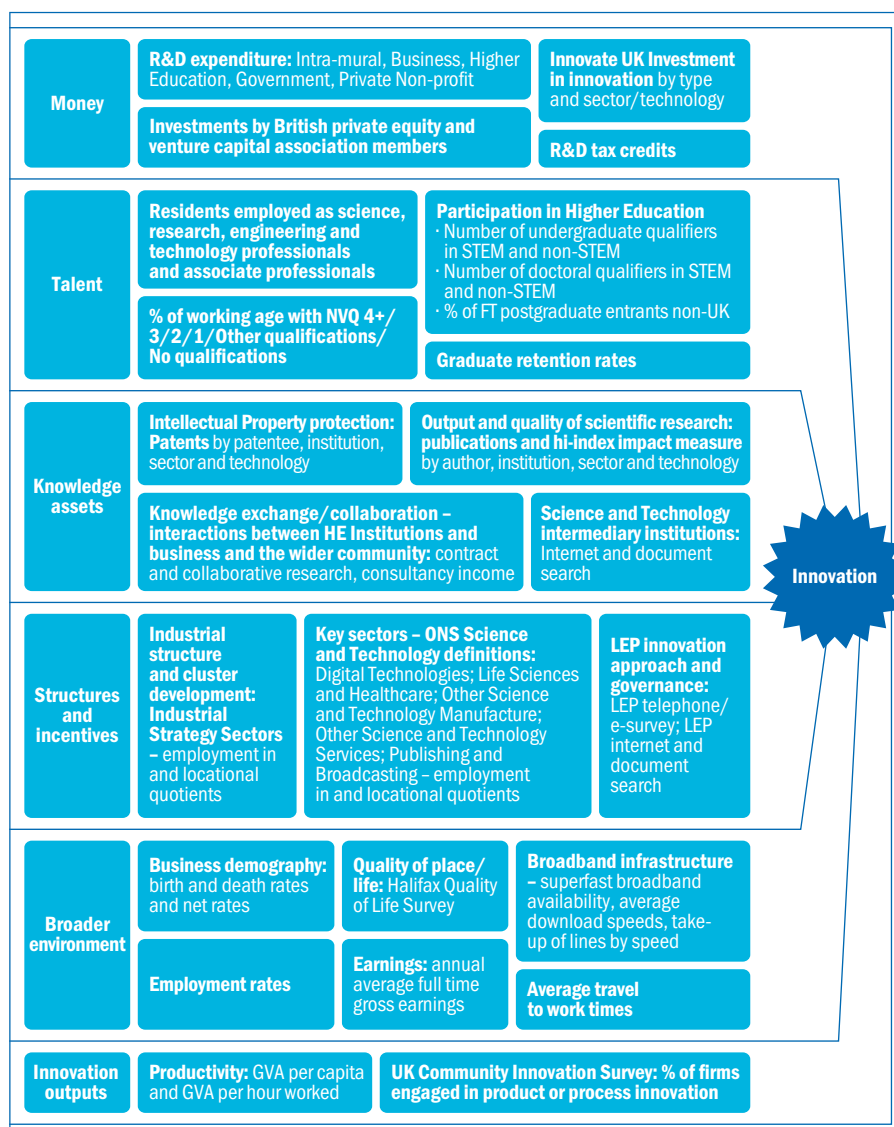 Money
R&D expenditure: Intra-mural, Business, Higher
Education, Government, Private Non-profit
Investments by British private equity and
venture capital association members
Innovate UK Investment
in innovation by type
and sector/technology
R&D tax credits
Talent
Residents employed as science,
research, engineering and
technology professionals
and associate professionals
% of working age with NVQ 4+/
3/2/1/Other qualifications/
No qualifications
Participation in Higher Education
· Number of undergraduate qualifiers
in STEM and non-STEM
· Number of doctoral qualifiers in STEM
and non-STEM
· % of FT postgraduate entrants non-UK
Graduate retention rates
Knowledge
assets
Intellectual Property protection:
Patents by patentee, institution,
sector and technology
Output and quality of scientific research:
publications and hi-index impact measure
by author, institution, sector and technology
Knowledge exchange/collaboration –
interactions between HE Institutions and
business and the wider community: contract
and collaborative research, consultancy income
Science and Technology
intermediary institutions:
Internet and document
search
Innovation
Structures
and
incentives
Industrial
structure
and cluster
development:
Industrial
Strategy Sectors
– employment in
and locational
quotients
Key sectors – ONS Science
and Technology definitions:
Digital Technologies; Life Sciences
and Healthcare; Other Science
and Technology Manufacture;
Other Science and Technology
Services; Publishing and
Broadcasting – employment
in and locational quotients
LEP innovation
approach and
governance:
LEP telephone/
e-survey; LEP
internet and
document
search
Broader
environment
Business demography:
birth and death rates
and net rates
Quality of place/
life: Halifax Quality
of Life Survey
Broadband infrastructure
– superfast broadband
availability, average
download speeds, take-
up of lines by speed
Employment rates
Earnings: annual
average full time
gross earnings
Average travel
to work times
Innovation
outputs
Productivity: GVA per capita
and GVA per hour worked
UK Community Innovation Survey: % of firms
engaged in product or process innovation